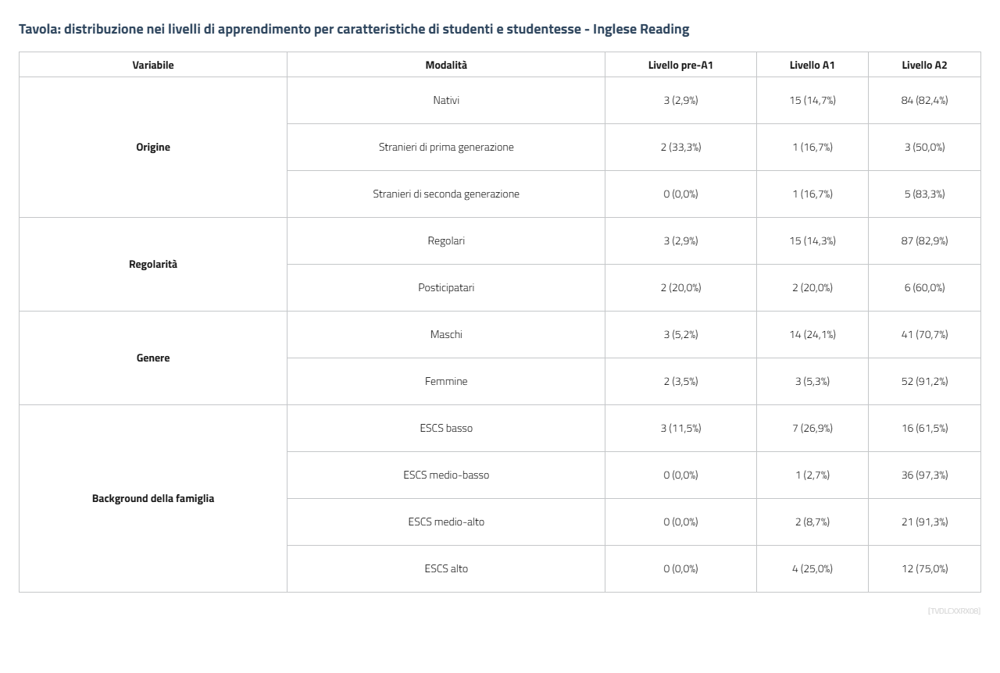 Tavola: distribuzione nei livelli di apprendimento per caratteristiche di studenti e studentesse - Inglese Reading
Variabile Modalità Livello pre-A1 Livello A1 Livello A2
Origine
Nativi 3 (2,9%) 15 (14,7%) 84 (82,4%)
Stranieri di prima generazione 2 (33,3%) 1 (16,7%) 3 (50,0%)
Stranieri di seconda generazione 0 (0,0%) 1 (16,7%) 5 (83,3%)
Regolarità
Regolari 3 (2,9%) 15 (14,3%) 87 (82,9%)
Posticipatari 2 (20,0%) 2 (20,0%) 6 (60,0%)
Genere
Maschi 3 (5,2%) 14 (24,1%) 41 (70,7%)
Femmine 2 (3,5%) 3 (5,3%) 52 (91,2%)
Background della famiglia
ESCS basso 3 (11,5%) 7 (26,9%) 16 (61,5%)
ESCS medio-basso 0 (0,0%) 1 (2,7%) 36 (97,3%)
ESCS medio-alto 0 (0,0%) 2 (8,7%) 21 (91,3%)
ESCS alto 0 (0,0%) 4 (25,0%) 12 (75,0%)
[TVDLCXXRX08]